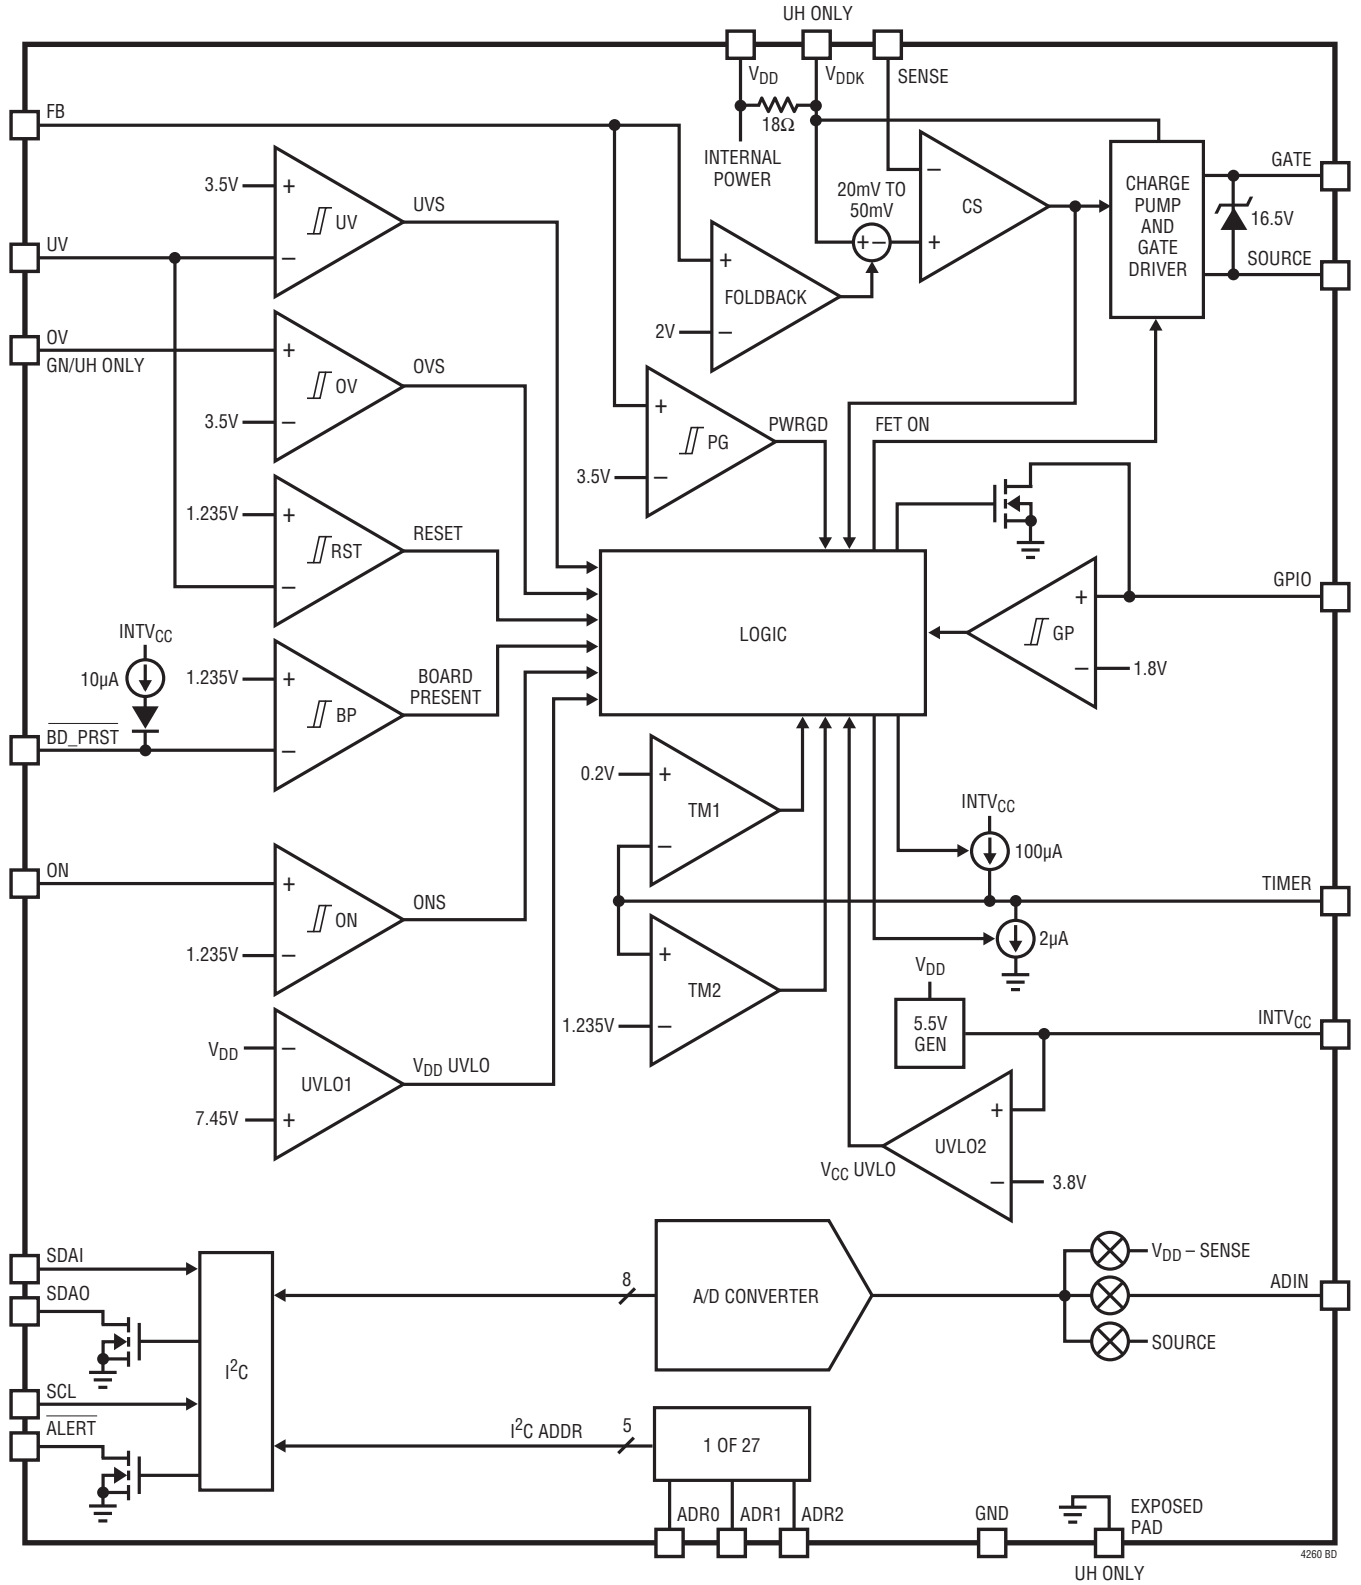 UH ONLY
VDD
VDDK
SENSE
FB
18Ω
INTERNAL
POWER
20mV TO
50mV
+
–
CS
+ –
+
CHARGE
PUMP
AND
GATE
DRIVER
GATE
16.5V
SOURCE
3.5V
+
UVS
UV
UV
–
+
FOLDBACK
2V
–
OV
GN/UH ONLY
+
OVS
OV
3.5V
–
+
PG
3.5V
–
PWRGD
FET ON
1.235V
+
RESET
RST
–
LOGIC
+
GP
–
1.8V
GPIO
INTVCC
10µA
1.235V
+
BOARD
PRESENT
BP
BD_PRST
–
0.2V
+
TM1
–
INTVCC
100µA
ON
+
ONS
ON
1.235V
–
TIMER
2µA
+
TM2
1.235V
–
VDD
5.5V
GEN
INTVCC
VDD
–
VDD UVLO
UVLO1
7.45V
+
+
UVLO2
VCC UVLO
–
3.8V
SDAI
SDAO
SCL
ALERT
I2C
8
A/D CONVERTER
VDD – SENSE
ADIN
SOURCE
I2C ADDR
5
1 OF 27
ADR0
ADR1
ADR2
GND
EXPOSED
PAD
UH ONLY
4260 BD